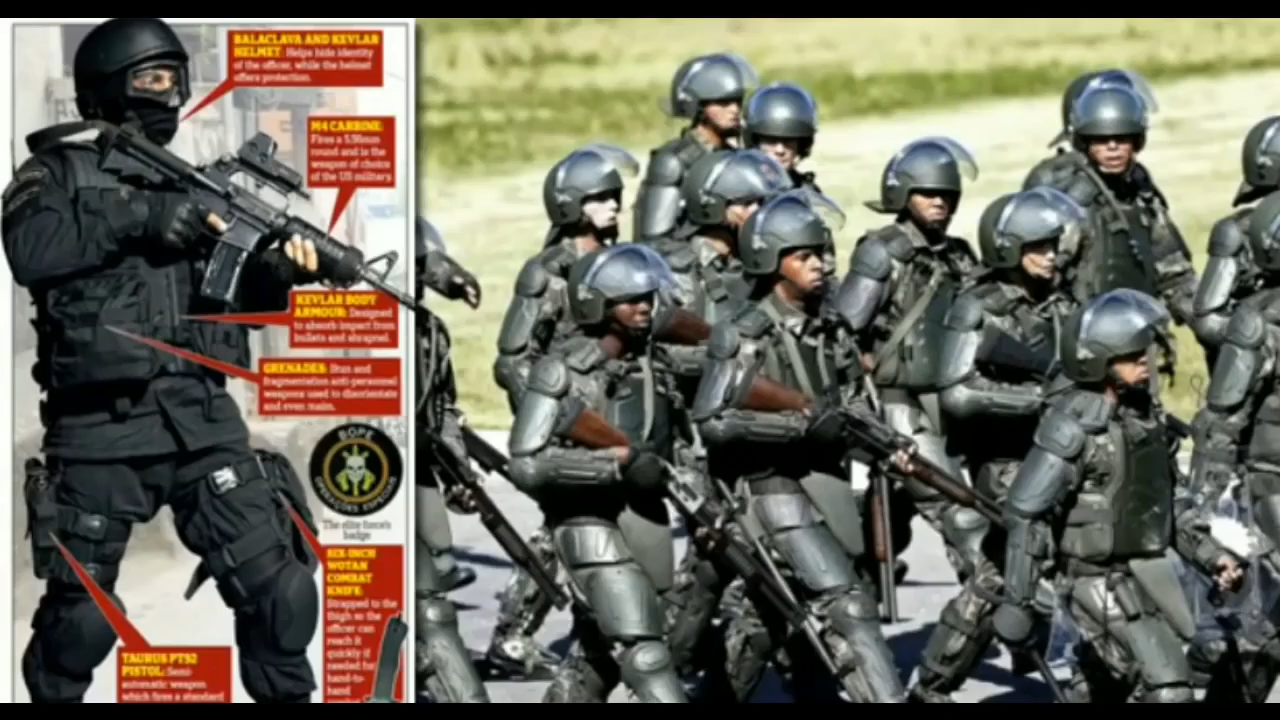 BALACLAVA AND KEVLAR
HELMET: Helps hide identity
of the officer, while the helmet
offers protection.
M4 CARBINE:
Fires a 5.56mm
round and is the
weapon of choice
of the US military.
KEVLAR BODY
ARMOUR: Designed
to absorb impact from
bullets and shrapnel.
GRENADES: Stun and
fragmentation anti-personnel
weapons used to disorientate
and even maim.
BOPE
The elite force's
badge
SIX-INCH
WOTAN
COMBAT
KNIFE:
Strapped to the
thigh so the
officer can
reach it
quickly if
needed for
hand-to-
hand
TAURUS PT92
PISTOL: Semi-
automatic weapon
which fires a standard